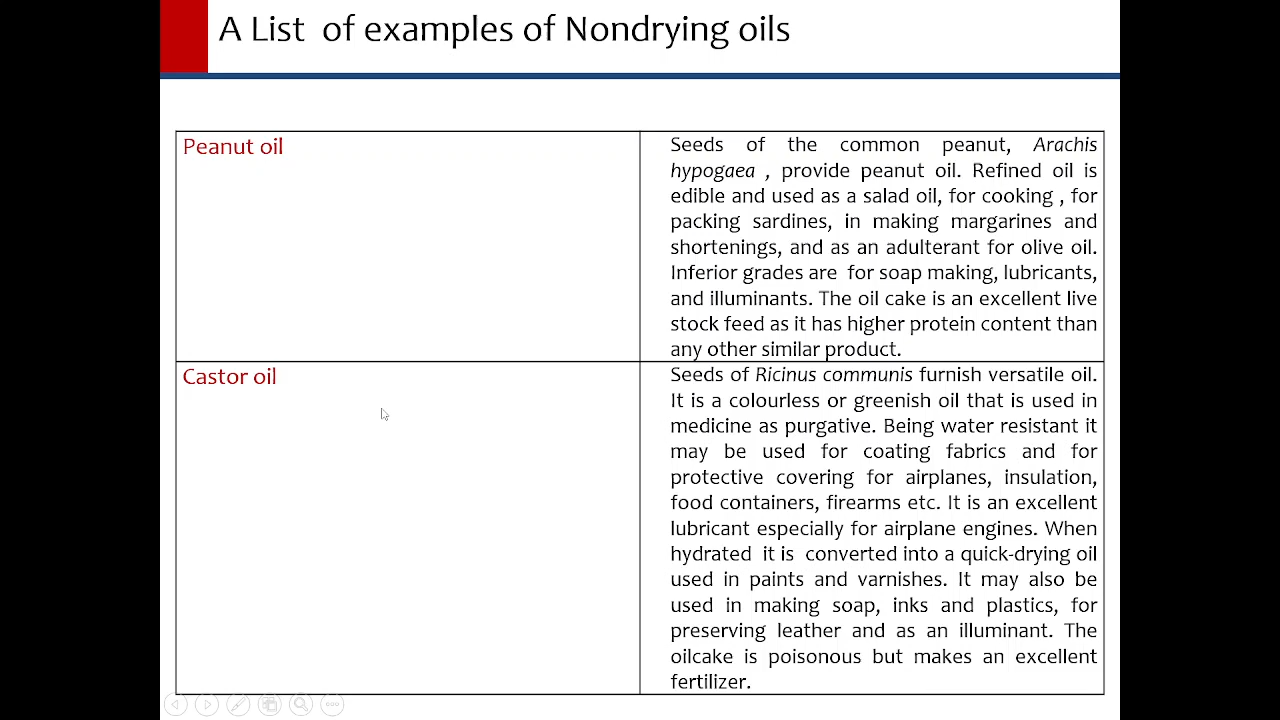 A List of examples of Nondrying oils
Peanut oil
Seeds of the common peanut, Arachis
hypogaea , provide peanut oil. Refined oil is
edible and used as a salad oil, for cooking , for
packing sardines, in making margarines and
shortenings, and as an adulterant for olive oil.
Inferior grades are for soap making, lubricants,
and illuminants. The oil cake is an excellent live
stock feed as it has higher protein content than
any other similar product.
Castor oil
Seeds of Ricinus communis furnish versatile oil.
It is a colourless or greenish oil that is used in
medicine as purgative. Being water resistant it
may be used for coating fabrics and for
protective covering for airplanes, insulation,
food containers, firearms etc. It is an excellent
lubricant especially for airplane engines. When
hydrated it is converted into a quick-drying oil
used in paints and varnishes. It may also be
used in making soap, inks and plastics, for
preserving leather and as an illuminant. The
oilcake is poisonous but makes an excellent
fertilizer.